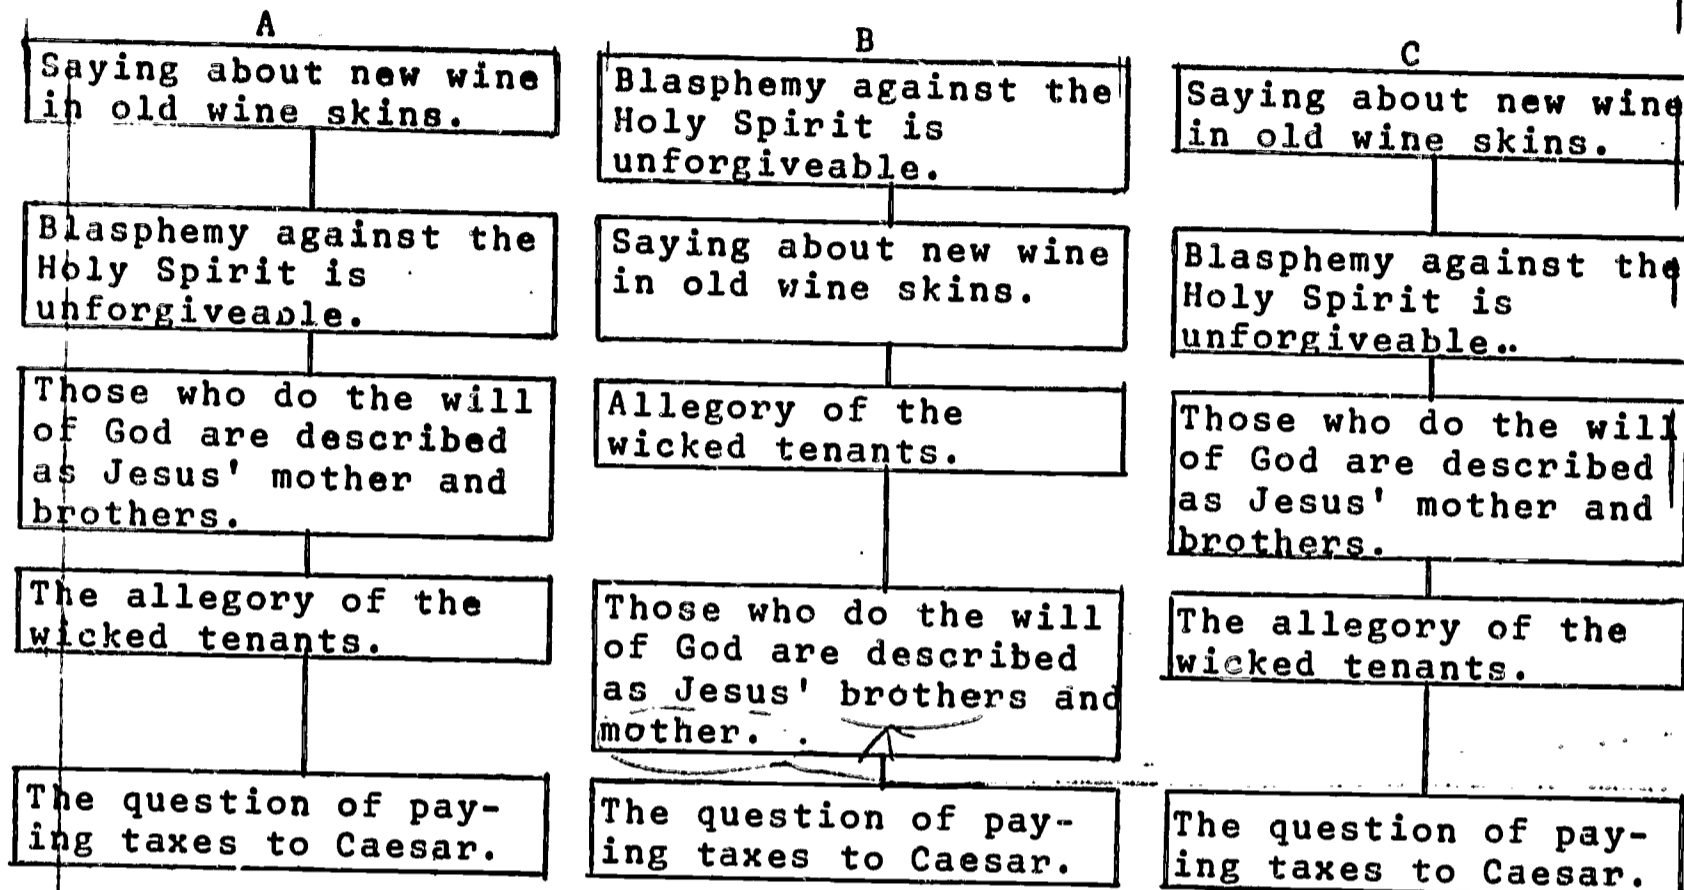 A
Saying about new wine
in old wine skins.
Blasphemy against the
Holy Spirit is
unforgiveable.
Those who do the will
of God are described
as Jesus' mother and
brothers.
The allegory of the
wicked tenants.
The question of pay-
ing taxes to Caesar.
B
Blasphemy against the
Holy Spirit is
unforgiveable.
Saying about new wine
in old wine skins.
Allegory of the
wicked tenants.
Those who do the will
of God are described
as Jesus' brothers and
mother.
The question of pay-
ing taxes to Caesar.
C
Saying about new wine
in old wine skins.
Blasphemy against the
Holy Spirit is
unforgiveable..
Those who do the will
of God are described
as Jesus' mother and
brothers.
The allegory of the
wicked tenants.
The question of pay-
ing taxes to Caesar.